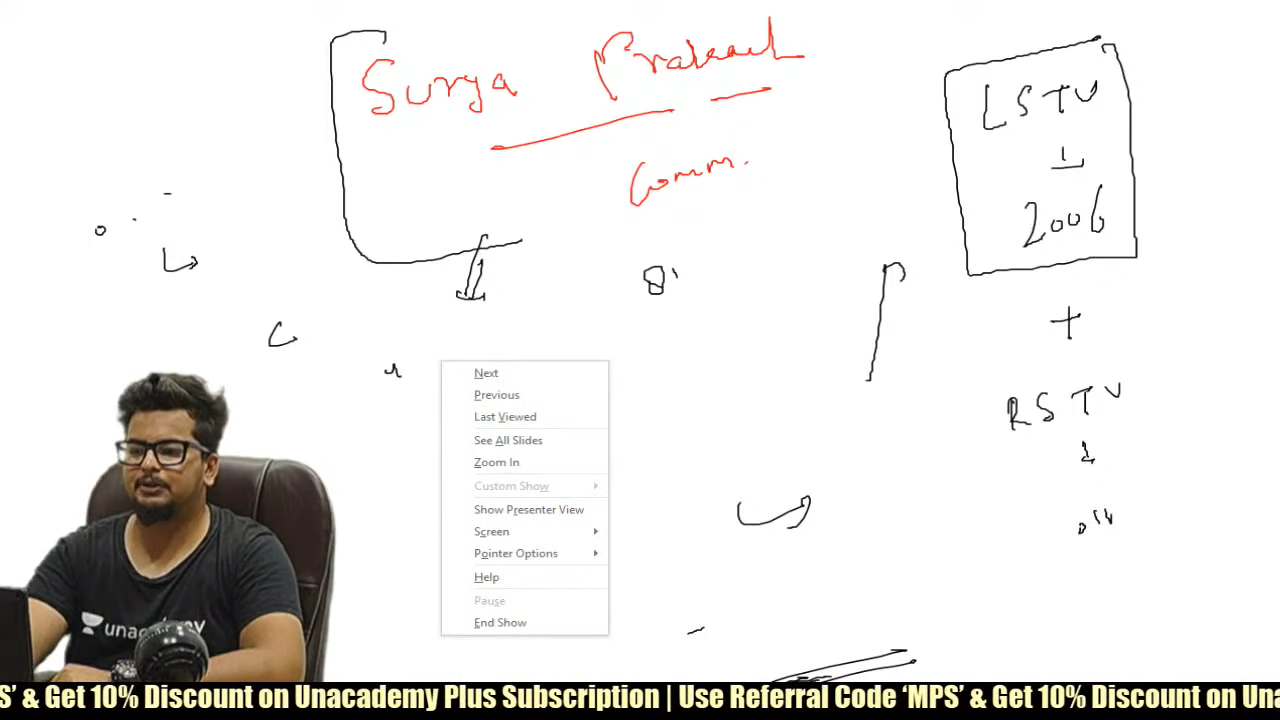 Surya Prakash
Comm.
LSTV
2006
+
RSTV
Next
Previous
Last Viewed
See All Slides
Zoom In
Custom Show
Show Presenter View
Screen
Pointer Options
Help
Pause
End Show
unacademy
S' & Get 10% Discount on Unacademy Plus Subscription | Use Referral Code 'MPS' & Get 10% Discount on Una